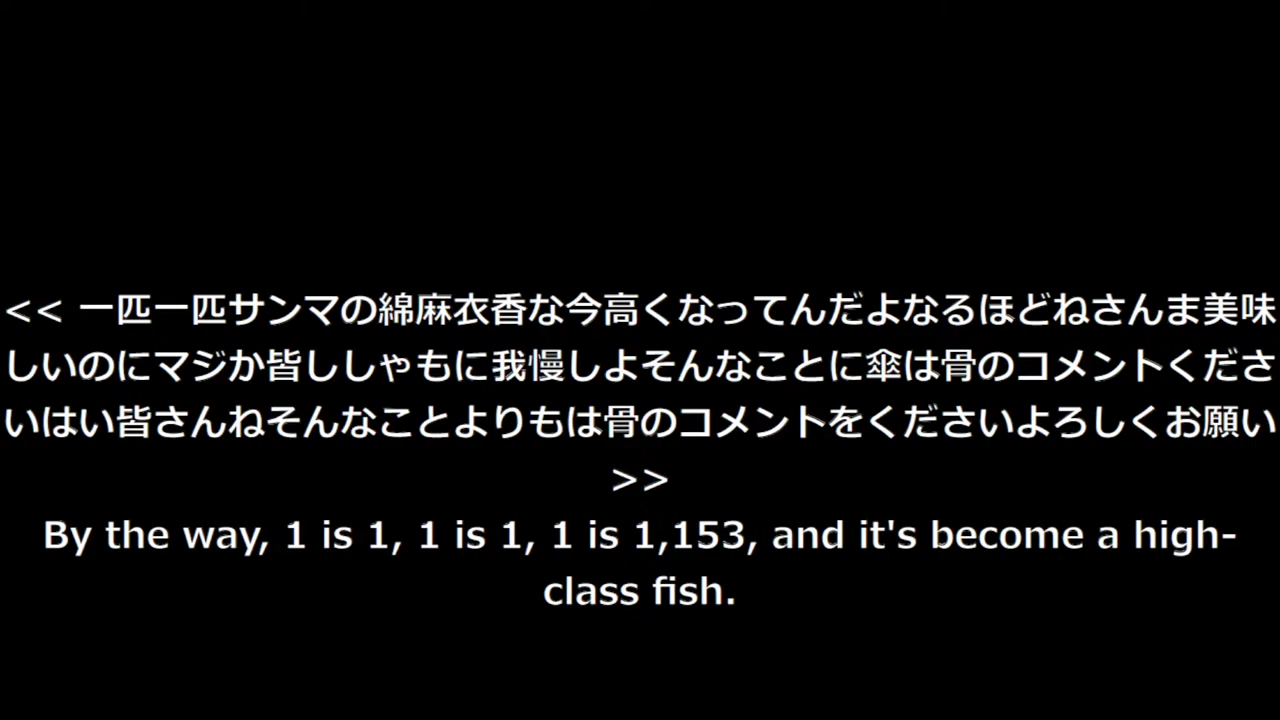 << 一匹一匹サンマの綿麻衣香な今高くなってんだよなるほどねさんま美味
しいのにマジか皆ししゃもに我慢しよそんなことに傘は骨のコメントくださ
いはい皆さんねそんなことよりもは骨のコメントをくださいよろしくお願い
>>
By the way, 1 is 1, 1 is 1, 1 is 1,153, and it's become a high-
class fish.